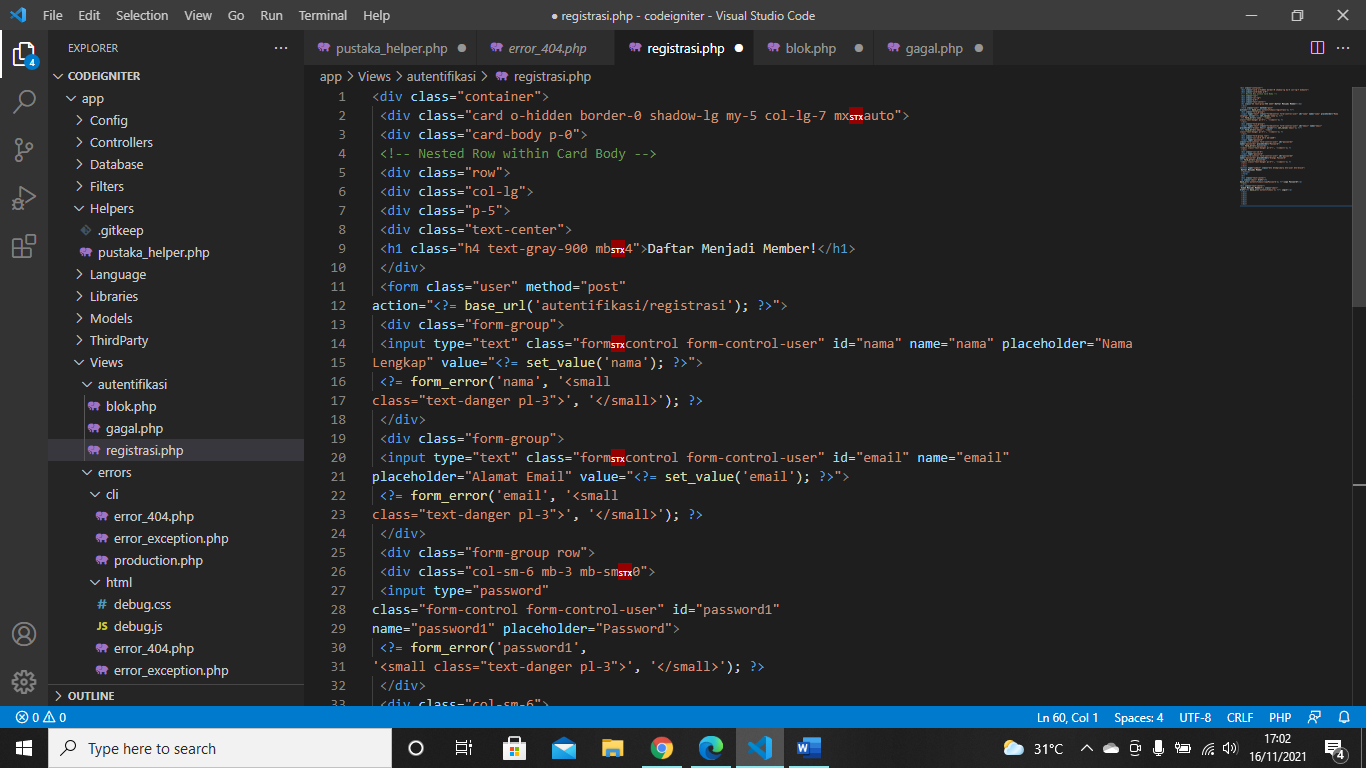 File Edit Selection View Go Run Terminal Help
● registrasi.php - codeigniter - Visual Studio Code
EXPLORER
4
CODEIGNITER
app
Config
Controllers
Database
Filters
Helpers
.gitkeep
pustaka_helper.php
Language
Libraries
Models
ThirdParty
Views
autentifikasi
blok.php
gagal.php
registrasi.php
errors
cli
error_404.php
error_exception.php
production.php
html
debug.css
JS debug.js
error_404.php
error_exception.php
OUTLINE
pustaka_helper.php error_404.php registrasi.php blok.php gagal.php
app > Views > autentifikasi > registrasi.php
1 <div class="container">
2 <div class="card o-hidden border-0 shadow-lg my-5 col-lg-7 mxSTXauto">
3 <div class="card-body p-0">
4 <!-- Nested Row within Card Body -->
5 <div class="row">
6 <div class="col-lg">
7 <div class="p-5">
8 <div class="text-center">
9 <h1 class="h4 text-gray-900 mbSTX4">Daftar Menjadi Member!</h1>
10 </div>
11 <form class="user" method="post"
12 action="<?= base_url('autentifikasi/registrasi'); ?>">
13 <div class="form-group">
14 <input type="text" class="formSTXcontrol form-control-user" id="nama" name="nama" placeholder="Nama
15 Lengkap" value="<?= set_value('nama'); ?>">
16 <?= form_error('nama', '<small
17 class="text-danger pl-3">', '</small>'); ?>
18 </div>
19 <div class="form-group">
20 <input type="text" class="formSTXcontrol form-control-user" id="email" name="email"
21 placeholder="Alamat Email" value="<?= set_value('email'); ?>">
22 <?= form_error('email', '<small
23 class="text-danger pl-3">', '</small>'); ?>
24 </div>
25 <div class="form-group row">
26 <div class="col-sm-6 mb-3 mb-smSTX0">
27 <input type="password"
28 class="form-control form-control-user" id="password1"
29 name="password1" placeholder="Password">
30 <?= form_error('password1',
31 '<small class="text-danger pl-3">', '</small>'); ?>
32 </div>
33 <div class="col-sm-6">
0 0 Ln 60, Col 1 Spaces: 4 UTF-8 CRLF PHP
Type here to search
31°C
17:02
16/11/2021
4